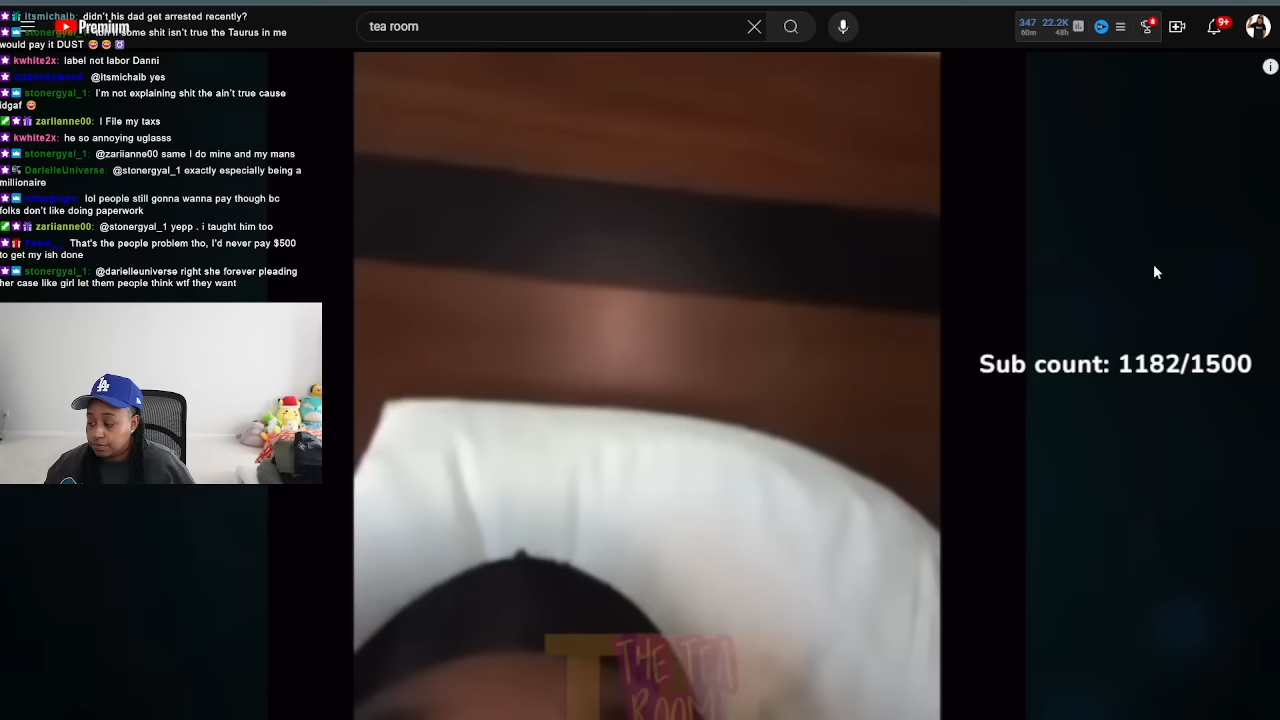 itsmichaib: didn't his dad get arrested recently?
Premium
tea room
347
60m
22.2K
48h
9+
some shit isn't true the Taurus in me
would pay it DUST
kwhite2x: label not labor Danni
@itsmichalb yes
stonergyal_1: I'm not explaining shit the ain't true cause
idgaf
zariianne00: I File my taxs
kwhite2x: he so annoying uglasss
stonergyal_1: @zariianne00 same I do mine and my mans
DarielleUniverse: @stonergyal_1 exactly especially being a
millionaire
lol people still gonna wanna pay though bc
folks don't like doing paperwork
zariianne00: @stonergyal_1 yepp . i taught him too
That's the people problem tho, I'd never pay $500
to get my ish done
stonergyal_1: @darielleuniverse right she forever pleading
her case like girl let them people think wtf they want
Sub count: 1182/1500
LA
THE TEA
ROOM